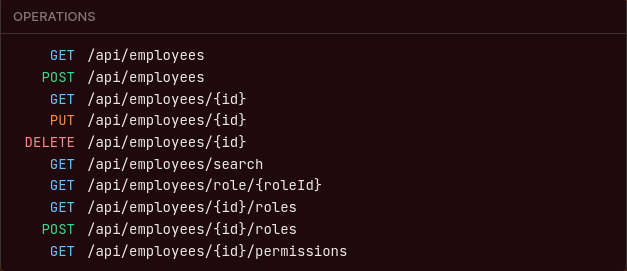 OPERATIONS
GET /api/employees
POST /api/employees
GET /api/employees/{id}
PUT /api/employees/{id}
DELETE /api/employees/{id}
GET /api/employees/search
GET /api/employees/role/{roleId}
GET /api/employees/{id}/roles
POST /api/employees/{id}/roles
GET /api/employees/{id}/permissions